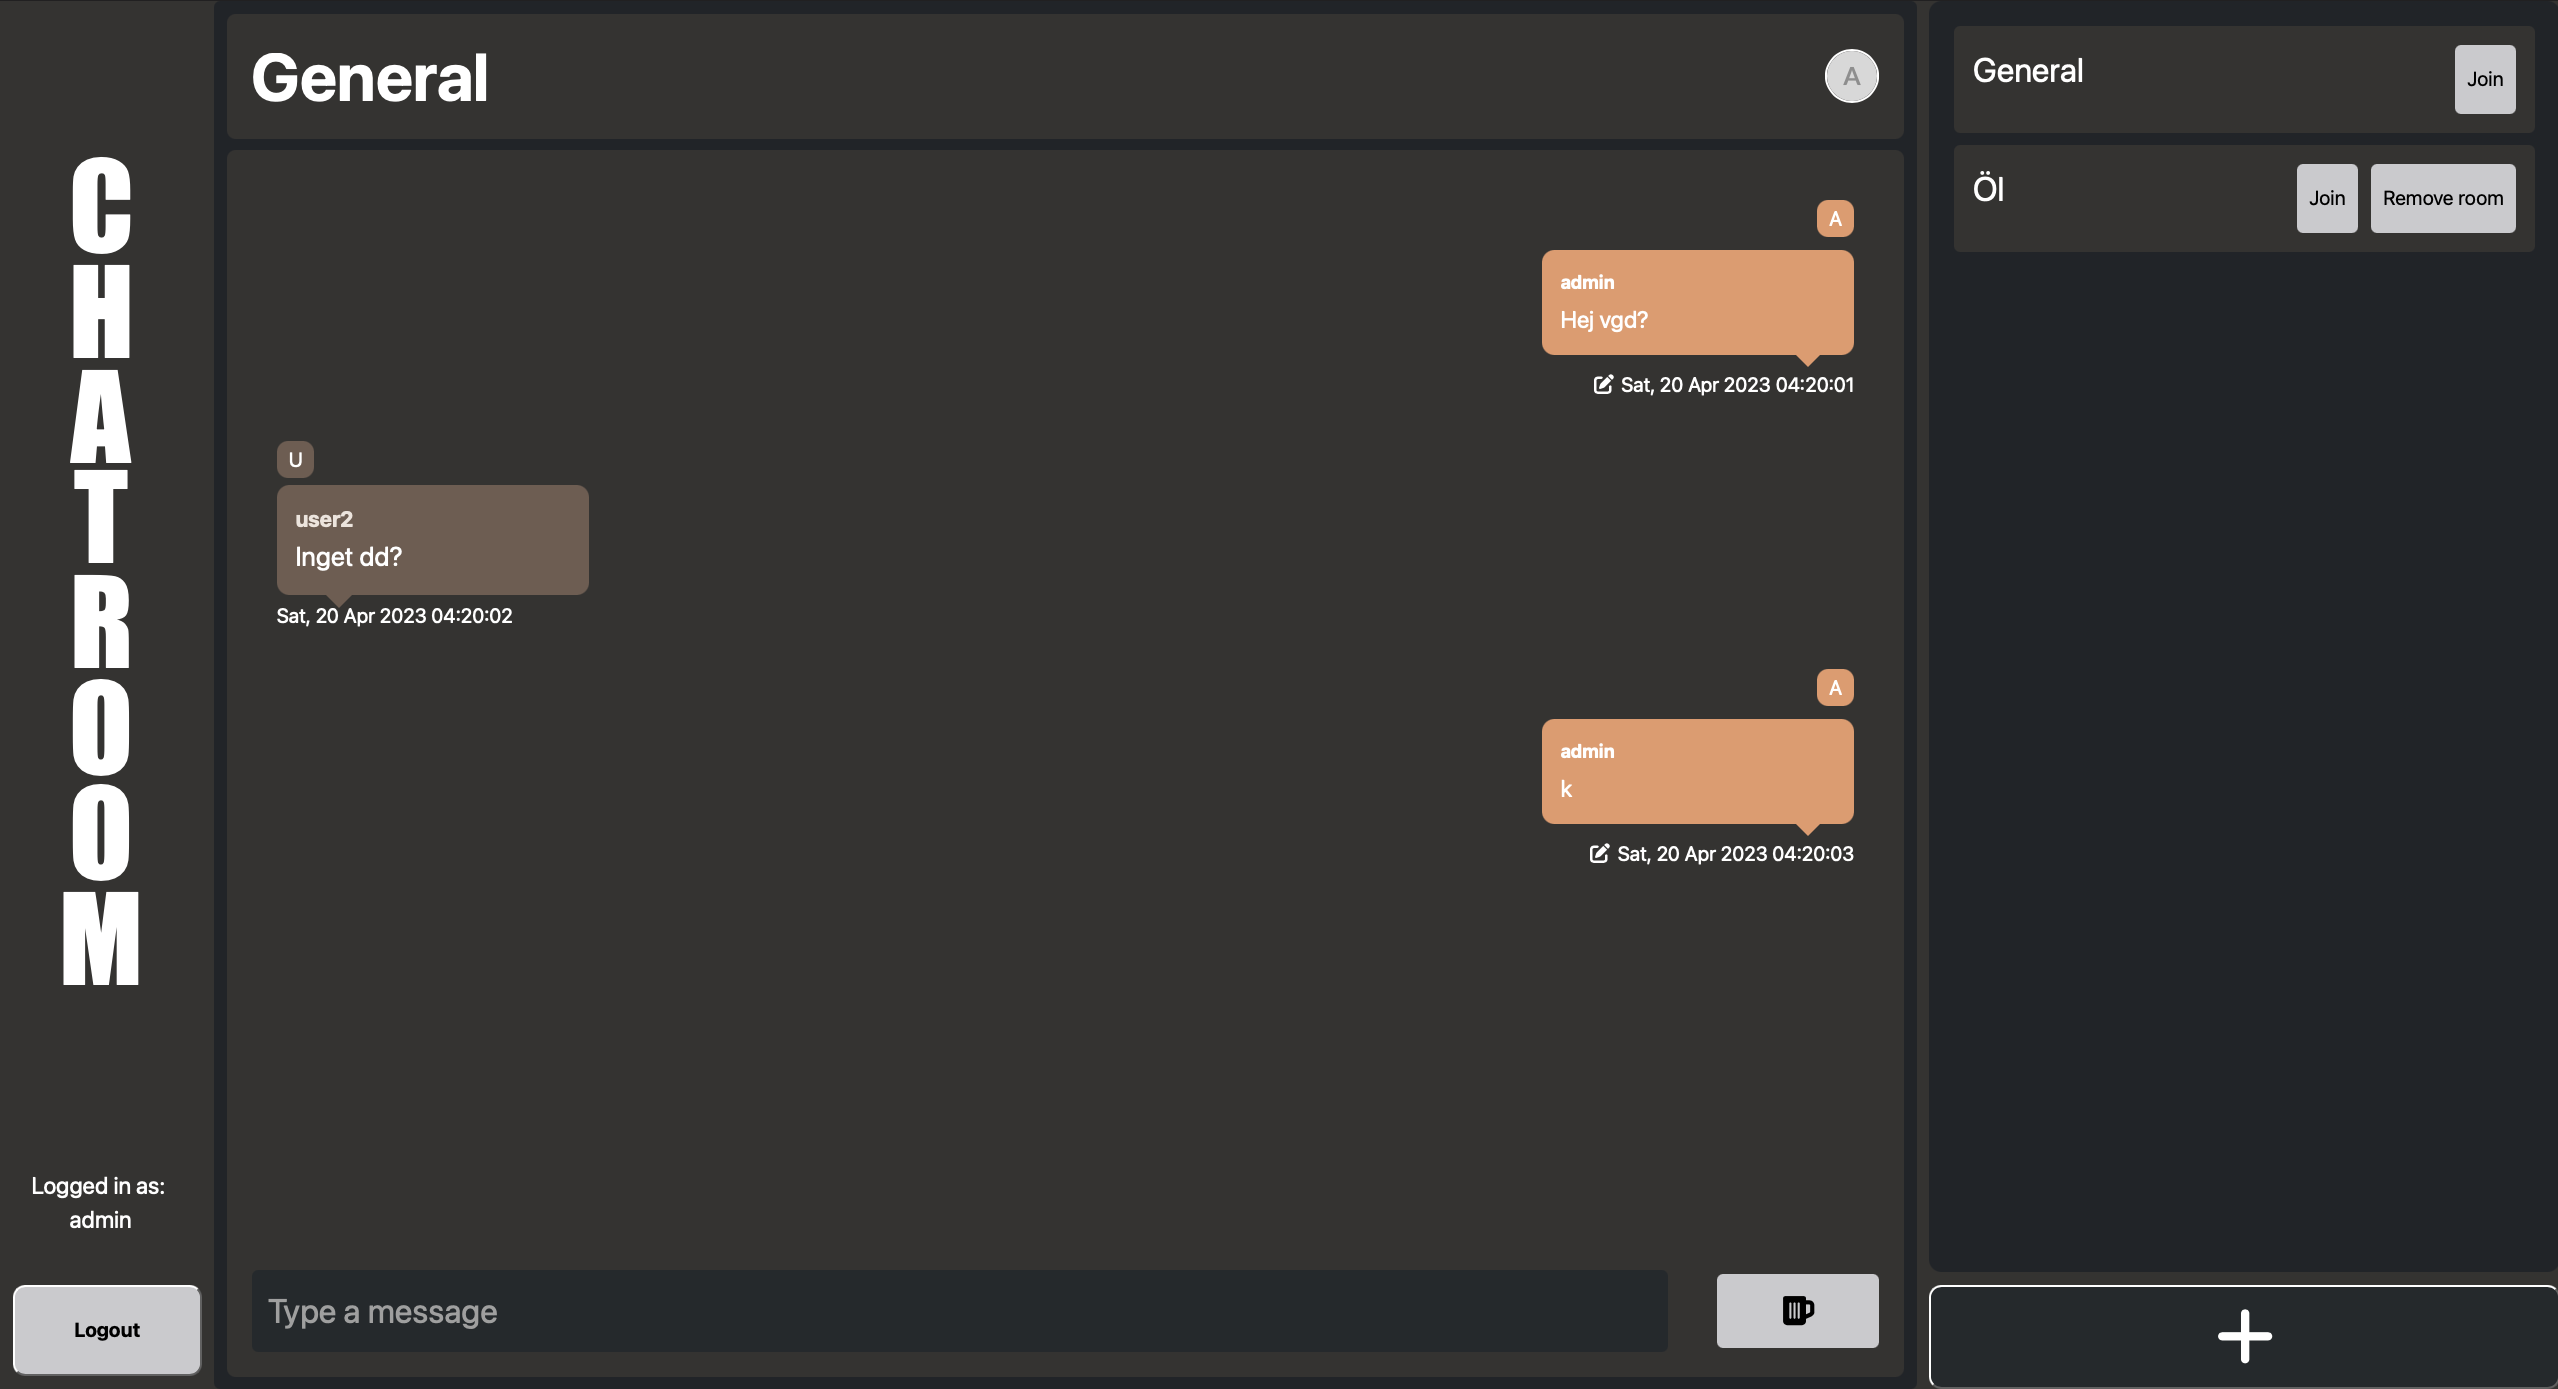 CHATROOM
Logged in as:
admin
Logout
General
A
A
admin
Hej vgd?
Sat, 20 Apr 2023 04:20:01
U
user2
Inget dd?
Sat, 20 Apr 2023 04:20:02
A
admin
k
Sat, 20 Apr 2023 04:20:03
Type a message
General
Join
Öl
Join
Remove room